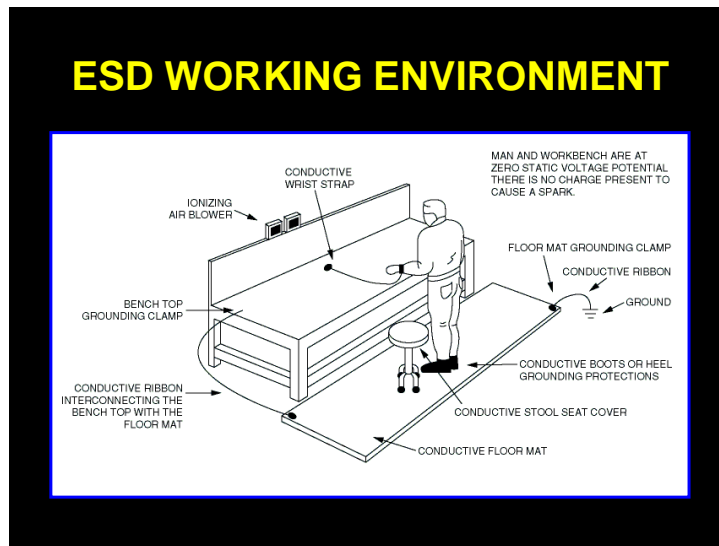 ESD WORKING ENVIRONMENT
MAN AND WORKBENCH ARE AT
ZERO STATIC VOLTAGE POTENTIAL
THERE IS NO CHARGE PRESENT TO
CAUSE A SPARK.
CONDUCTIVE
WRIST STRAP
IONIZING
AIR BLOWER
FLOOR MAT GROUNDING CLAMP
CONDUCTIVE RIBBON
GROUND
BENCH TOP
GROUNDING CLAMP
CONDUCTIVE BOOTS OR HEEL
GROUNDING PROTECTIONS
CONDUCTIVE RIBBON
INTERCONNECTING THE
BENCH TOP WITH THE
FLOOR MAT
CONDUCTIVE STOOL SEAT COVER
CONDUCTIVE FLOOR MAT